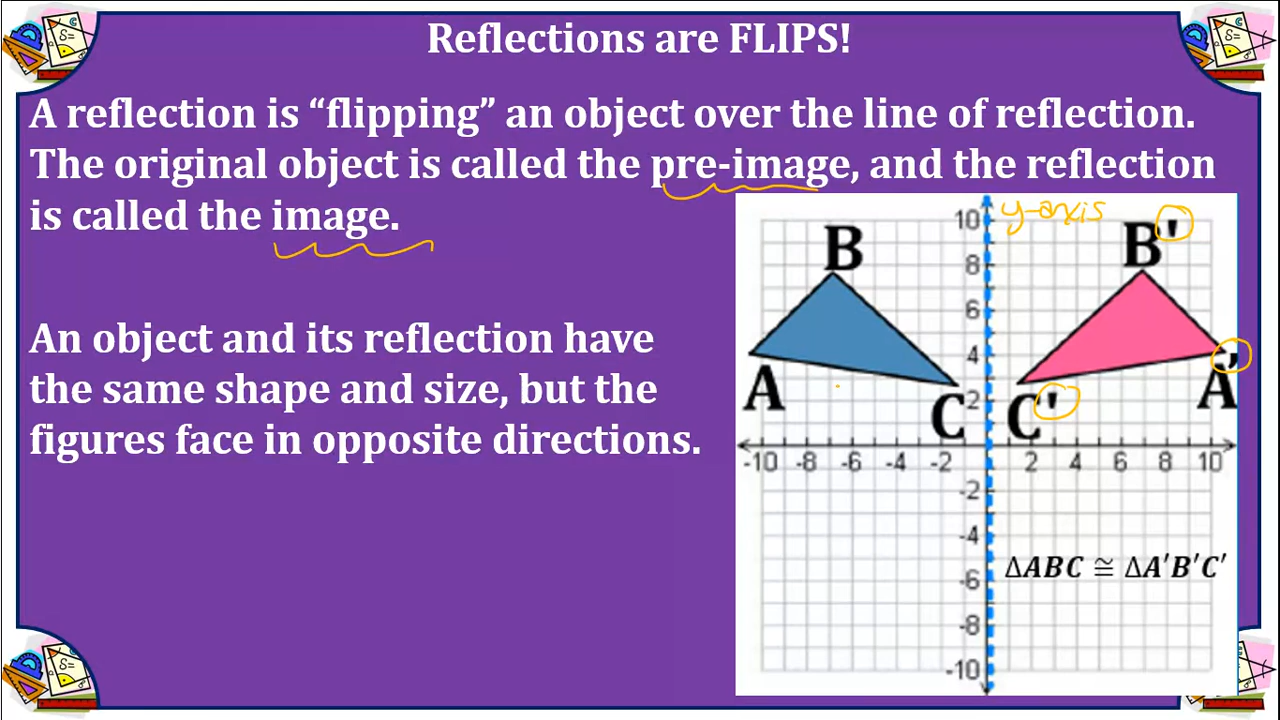 Reflections are FLIPS!
A reflection is “flipping” an object over the line of reflection.
The original object is called the pre-image, and the reflection
is called the image.
An object and its reflection have
the same shape and size, but the
figures face in opposite directions.
y-axis
B
B'
A
C
C'
A'
10
8
6
4
2
-10 -8 -6 -4 -2 2 4 6 8 10
-2
-4
-6
-8
-10
ΔABC ≅ ΔA′B′C′